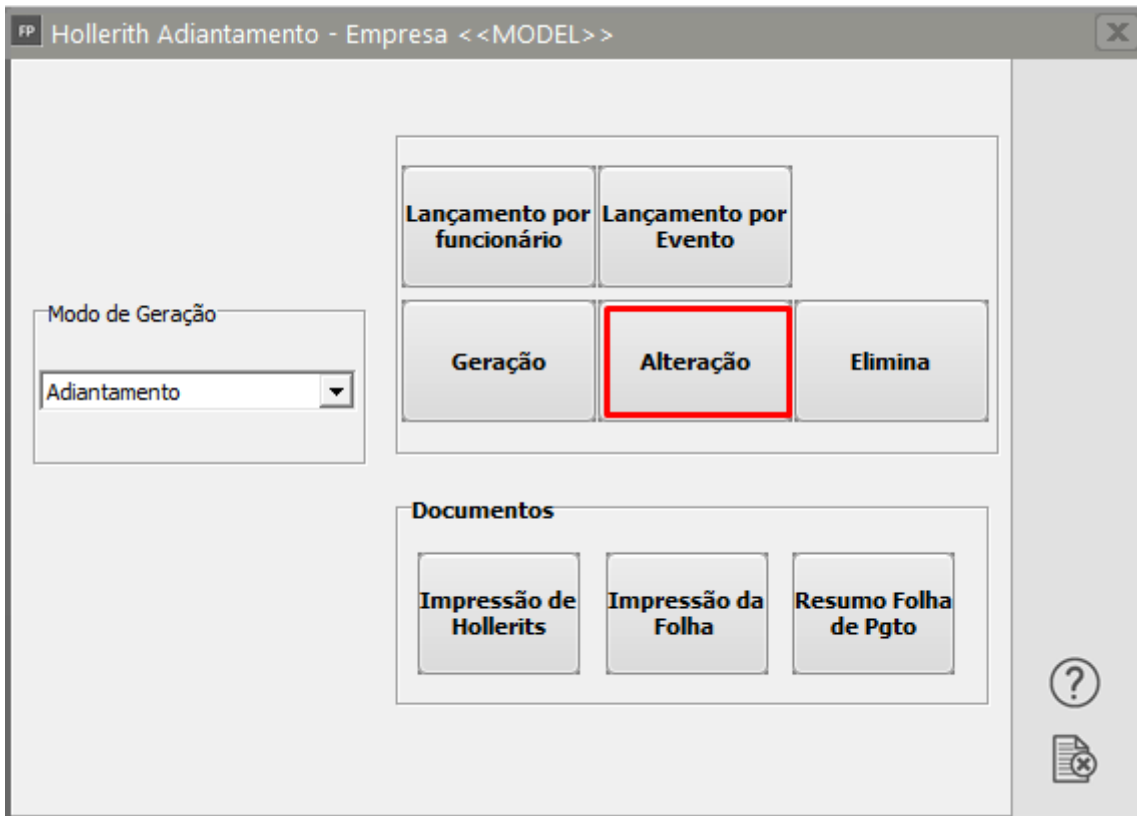 FP Hollerith Adiantamento - Empresa <<MODEL>>
Lançamento por
funcionário
Lançamento por
Evento
Modo de Geração
Adiantamento
Geração
Alteração
Elimina
Documentos
Impressão de
Hollerits
Impressão da
Folha
Resumo Folha
de Pgto
?